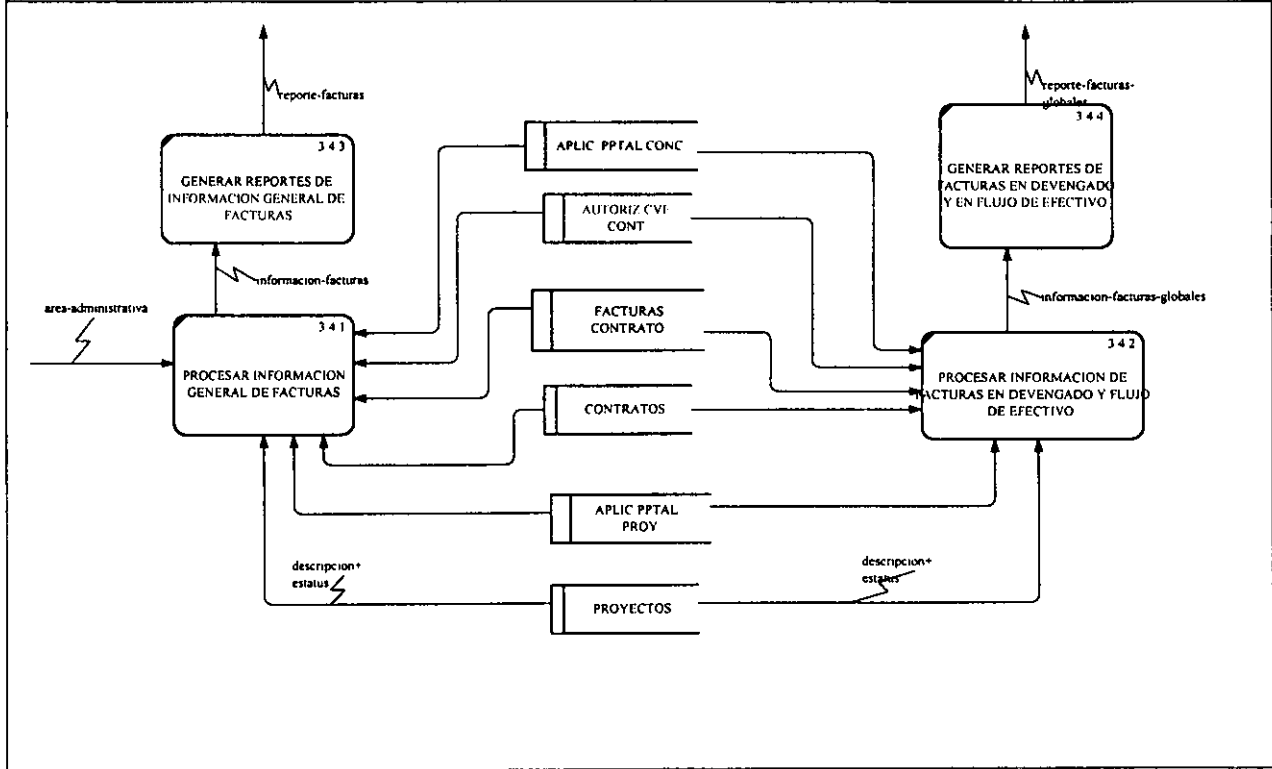 reporte-facturas
reporte-facturas-
globales
3 4 3
GENERAR REPORTES DE
INFORMACION GENERAL DE
FACTURAS
APLIC PPTAL CONC
3 4 4
GENERAR REPORTES DE
FACTURAS EN DEVENGADO
Y EN FLUJO DE EFECTIVO
AUTORIZ CVE
CONT
informacion-facturas
informacion-facturas-globales
area-administrativa
3 4 1
PROCESAR INFORMACION
GENERAL DE FACTURAS
FACTURAS
CONTRATO
3 4 2
PROCESAR INFORMACION DE
FACTURAS EN DEVENGADO Y FLUJO
DE EFECTIVO
CONTRATOS
APLIC PPTAL
PROY
descripcion+
estatus
descripcion+
estatus
PROYECTOS